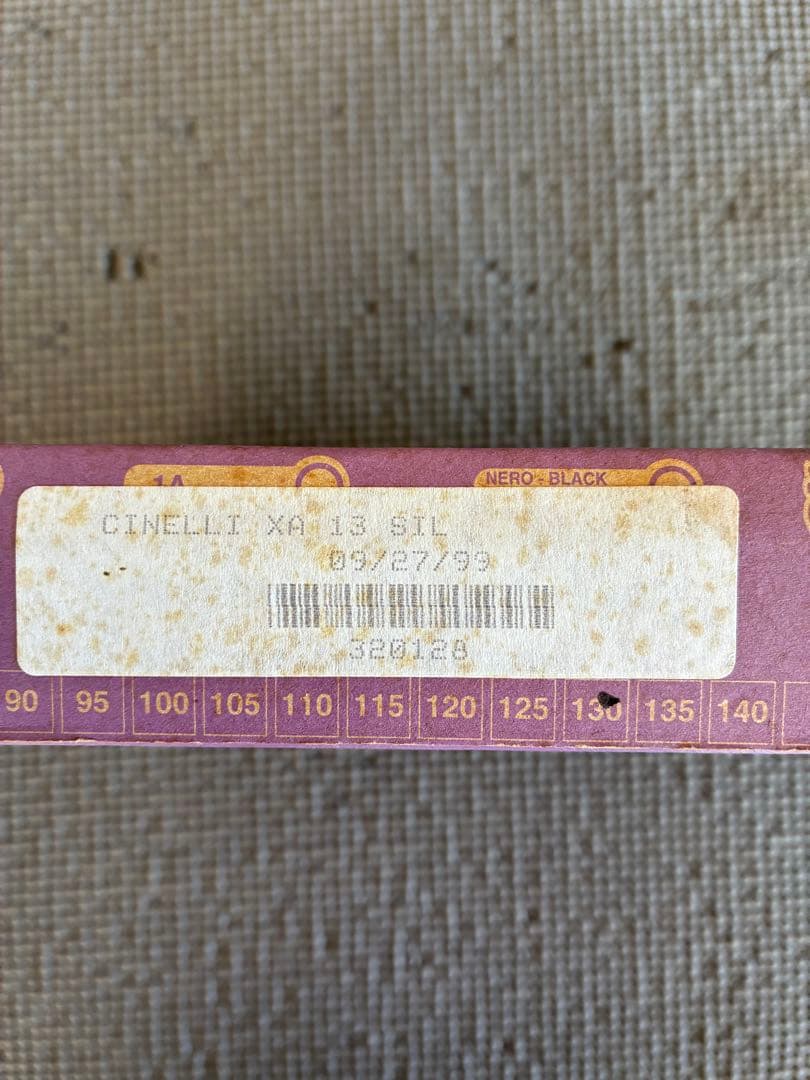 1A
NERO - BLACK
CINELLI XA 13 SIL
09/27/99
320128
90 95 100 105 110 115 120 125 130 135 140